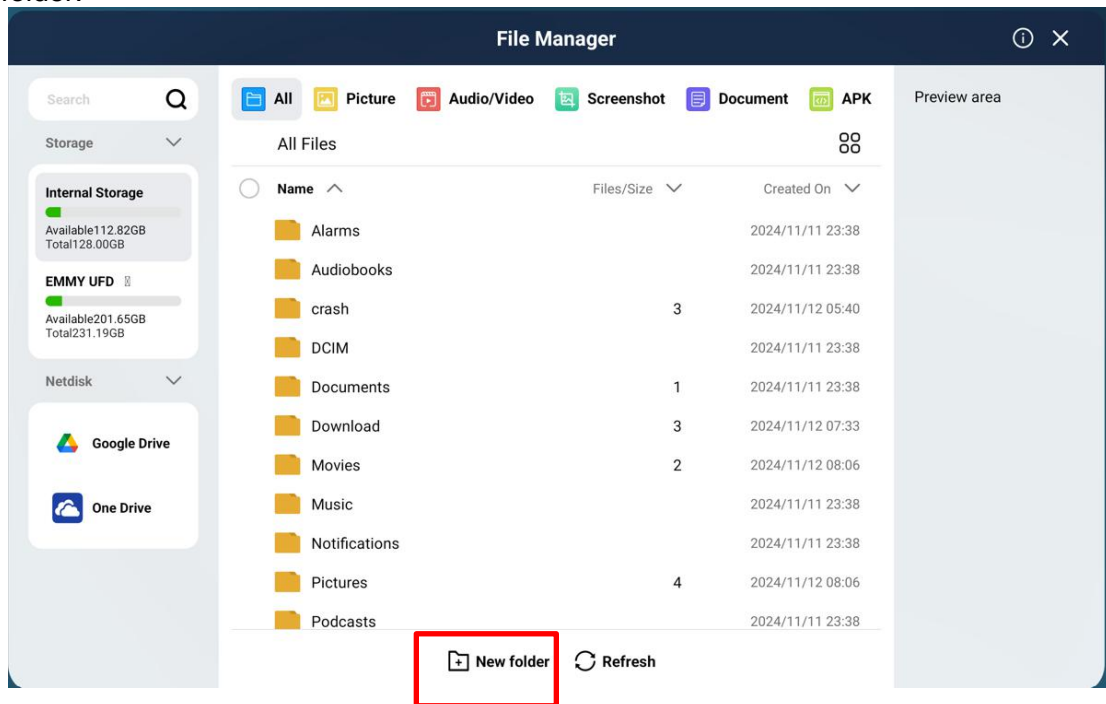 File Manager
Search
Storage
Internal Storage
Available112.82GB
Total128.00GB
EMMY UFD
Available201.65GB
Total231.19GB
Netdisk
Google Drive
One Drive
All Picture Audio/Video Screenshot Document APK
All Files
Name Files/Size Created On
Alarms 2024/11/11 23:38
Audiobooks 2024/11/11 23:38
crash 3 2024/11/12 05:40
DCIM 2024/11/11 23:38
Documents 1 2024/11/11 23:38
Download 3 2024/11/12 07:33
Movies 2 2024/11/12 08:06
Music 2024/11/11 23:38
Notifications 2024/11/11 23:38
Pictures 4 2024/11/12 08:06
Podcasts 2024/11/11 23:38
New folder Refresh
Preview area